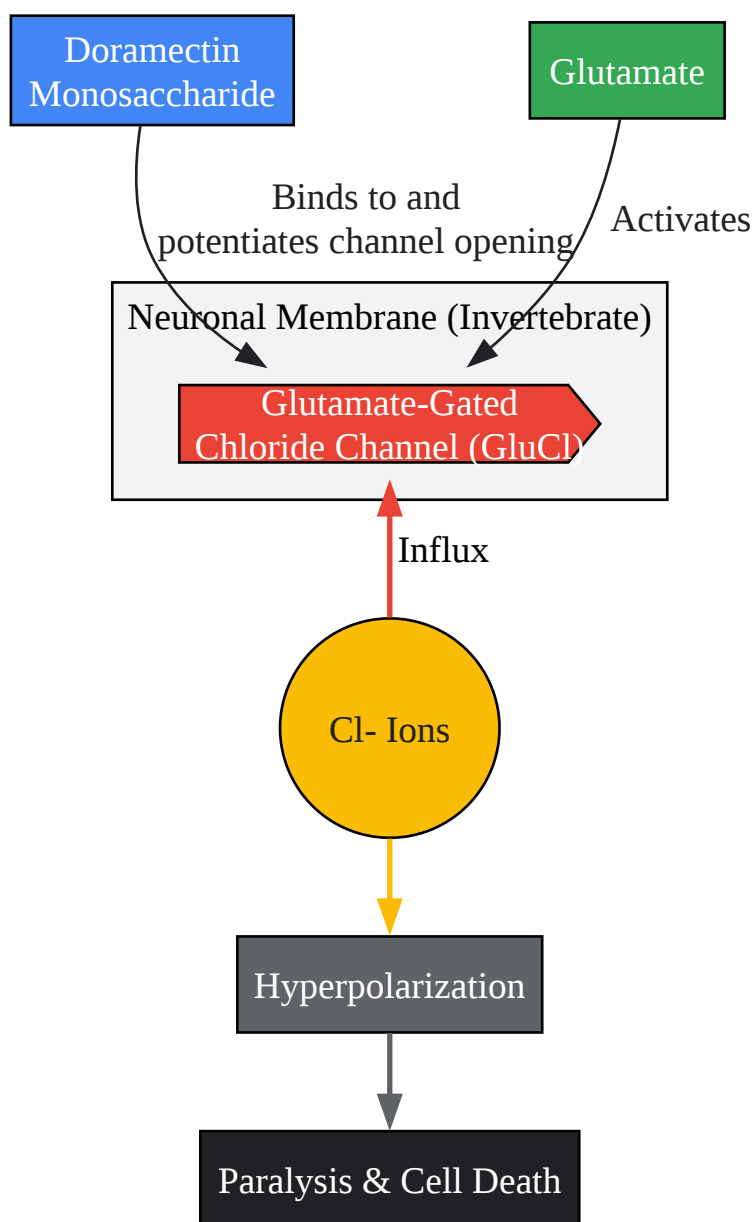 Doramectin
Monosaccharide
Glutamate
Binds to and
potentiates channel opening
Activates
Neuronal Membrane (Invertebrate)
Glutamate-Gated
Chloride Channel (GluCl)
Influx
Cl- Ions
Hyperpolarization
Paralysis & Cell Death